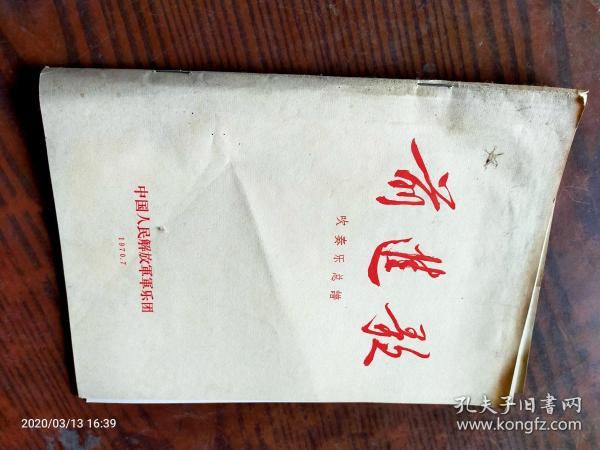 前进歌
吹奏乐总谱
中国人民解放军军乐团
1970.7
2020/03/13 16:39
孔夫子旧書网
www.kongfz.com